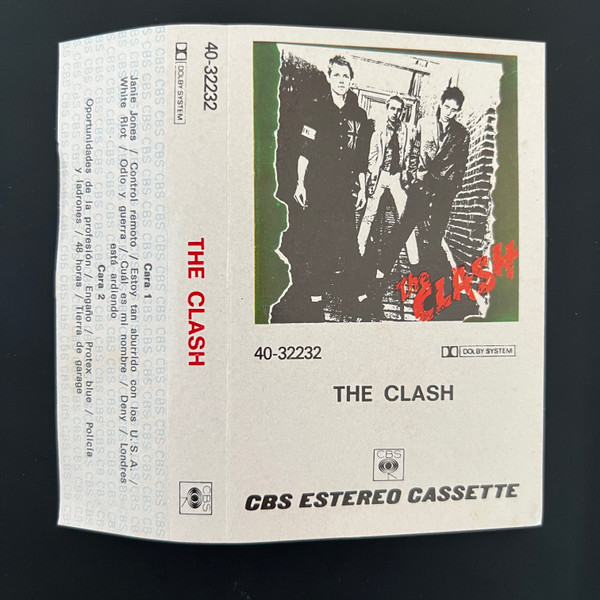 40-32232
DOLBY SYSTEM
Cara 1
Janie Jones / Control remoto / Estoy tan aburrido con los U.S.A. /
White Riot / Odio y guerra / Cuál es mi nombre / Deny / Londres
está ardiendo
Cara 2
Oportunidades de la profesión / Engaño / Protex blue / Policía
y ladrones / 48 horas / Tierra de garage
THE CLASH
CBS
The CLASH
40-32232
DOLBY SYSTEM
THE CLASH
CBS
CBS ESTEREO CASSETTE